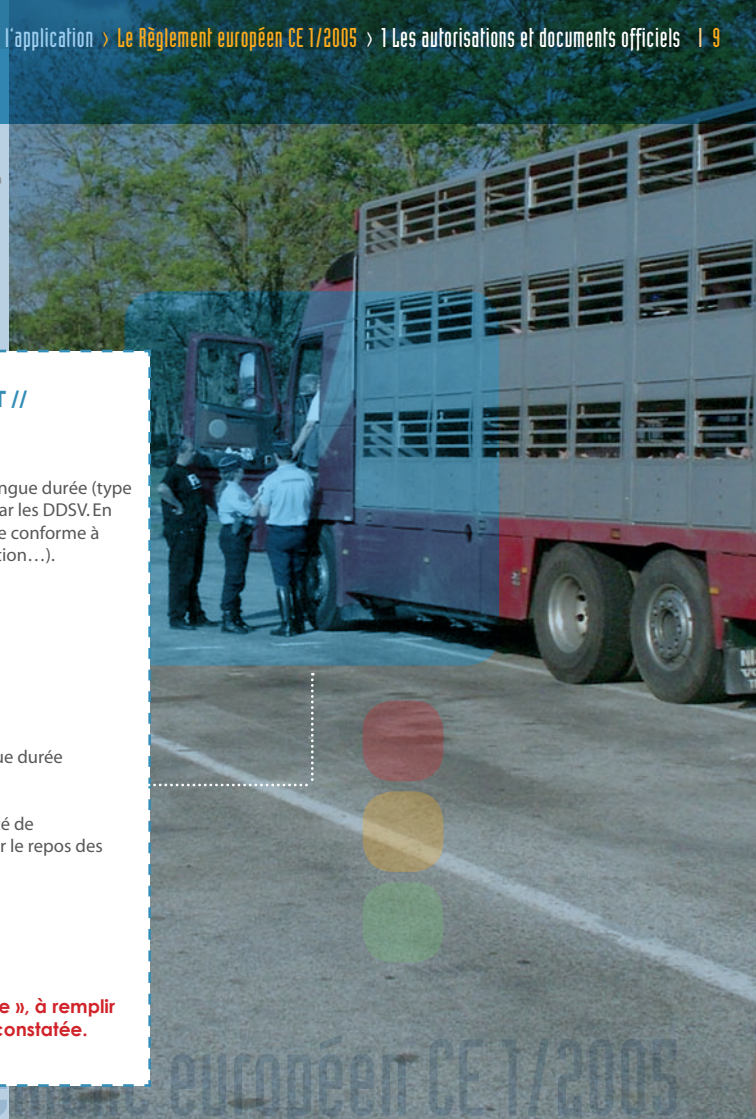 l'application › Le Règlement européen CE 1/2005 › 1 Les autorisations et documents officiels | 9
T //
ngue durée (type
ar les DDSV. En
e conforme à
tion…).
ue durée
té de
r le repos des
e », à remplir
constatée.
européen CE 1/2005